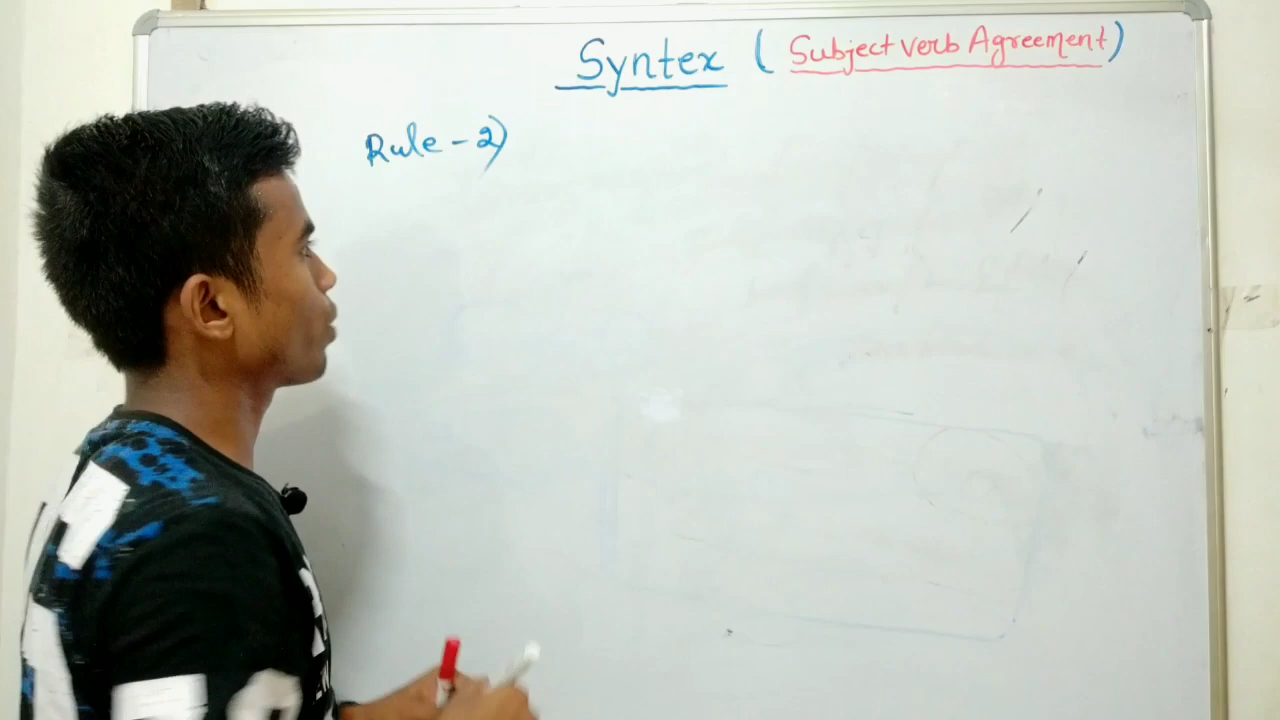 Syntex (Subject verb Agreement)
Rule - 2)